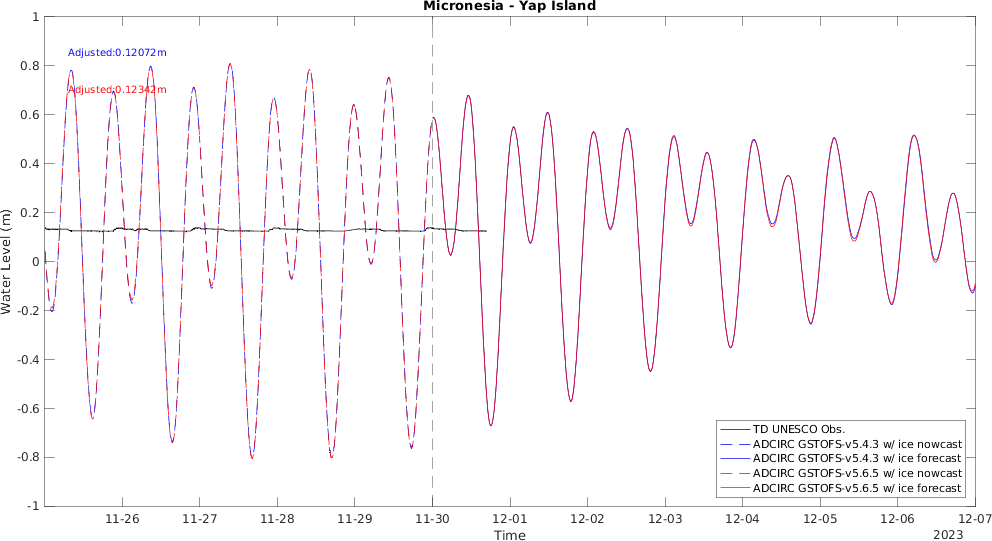 Micronesia - Yap Island
Adjusted:0.12072m
Adjusted:0.12342m
Water Level (m)
1
0.8
0.6
0.4
0.2
0
-0.2
-0.4
-0.6
-0.8
-1
TD UNESCO Obs.
ADCIRC GSTOFS-v5.4.3 w/ ice nowcast
ADCIRC GSTOFS-v5.4.3 w/ ice forecast
ADCIRC GSTOFS-v5.6.5 w/ ice nowcast
ADCIRC GSTOFS-v5.6.5 w/ ice forecast
11-26 11-27 11-28 11-29 11-30 12-01 12-02 12-03 12-04 12-05 12-06 12-07
Time
2023